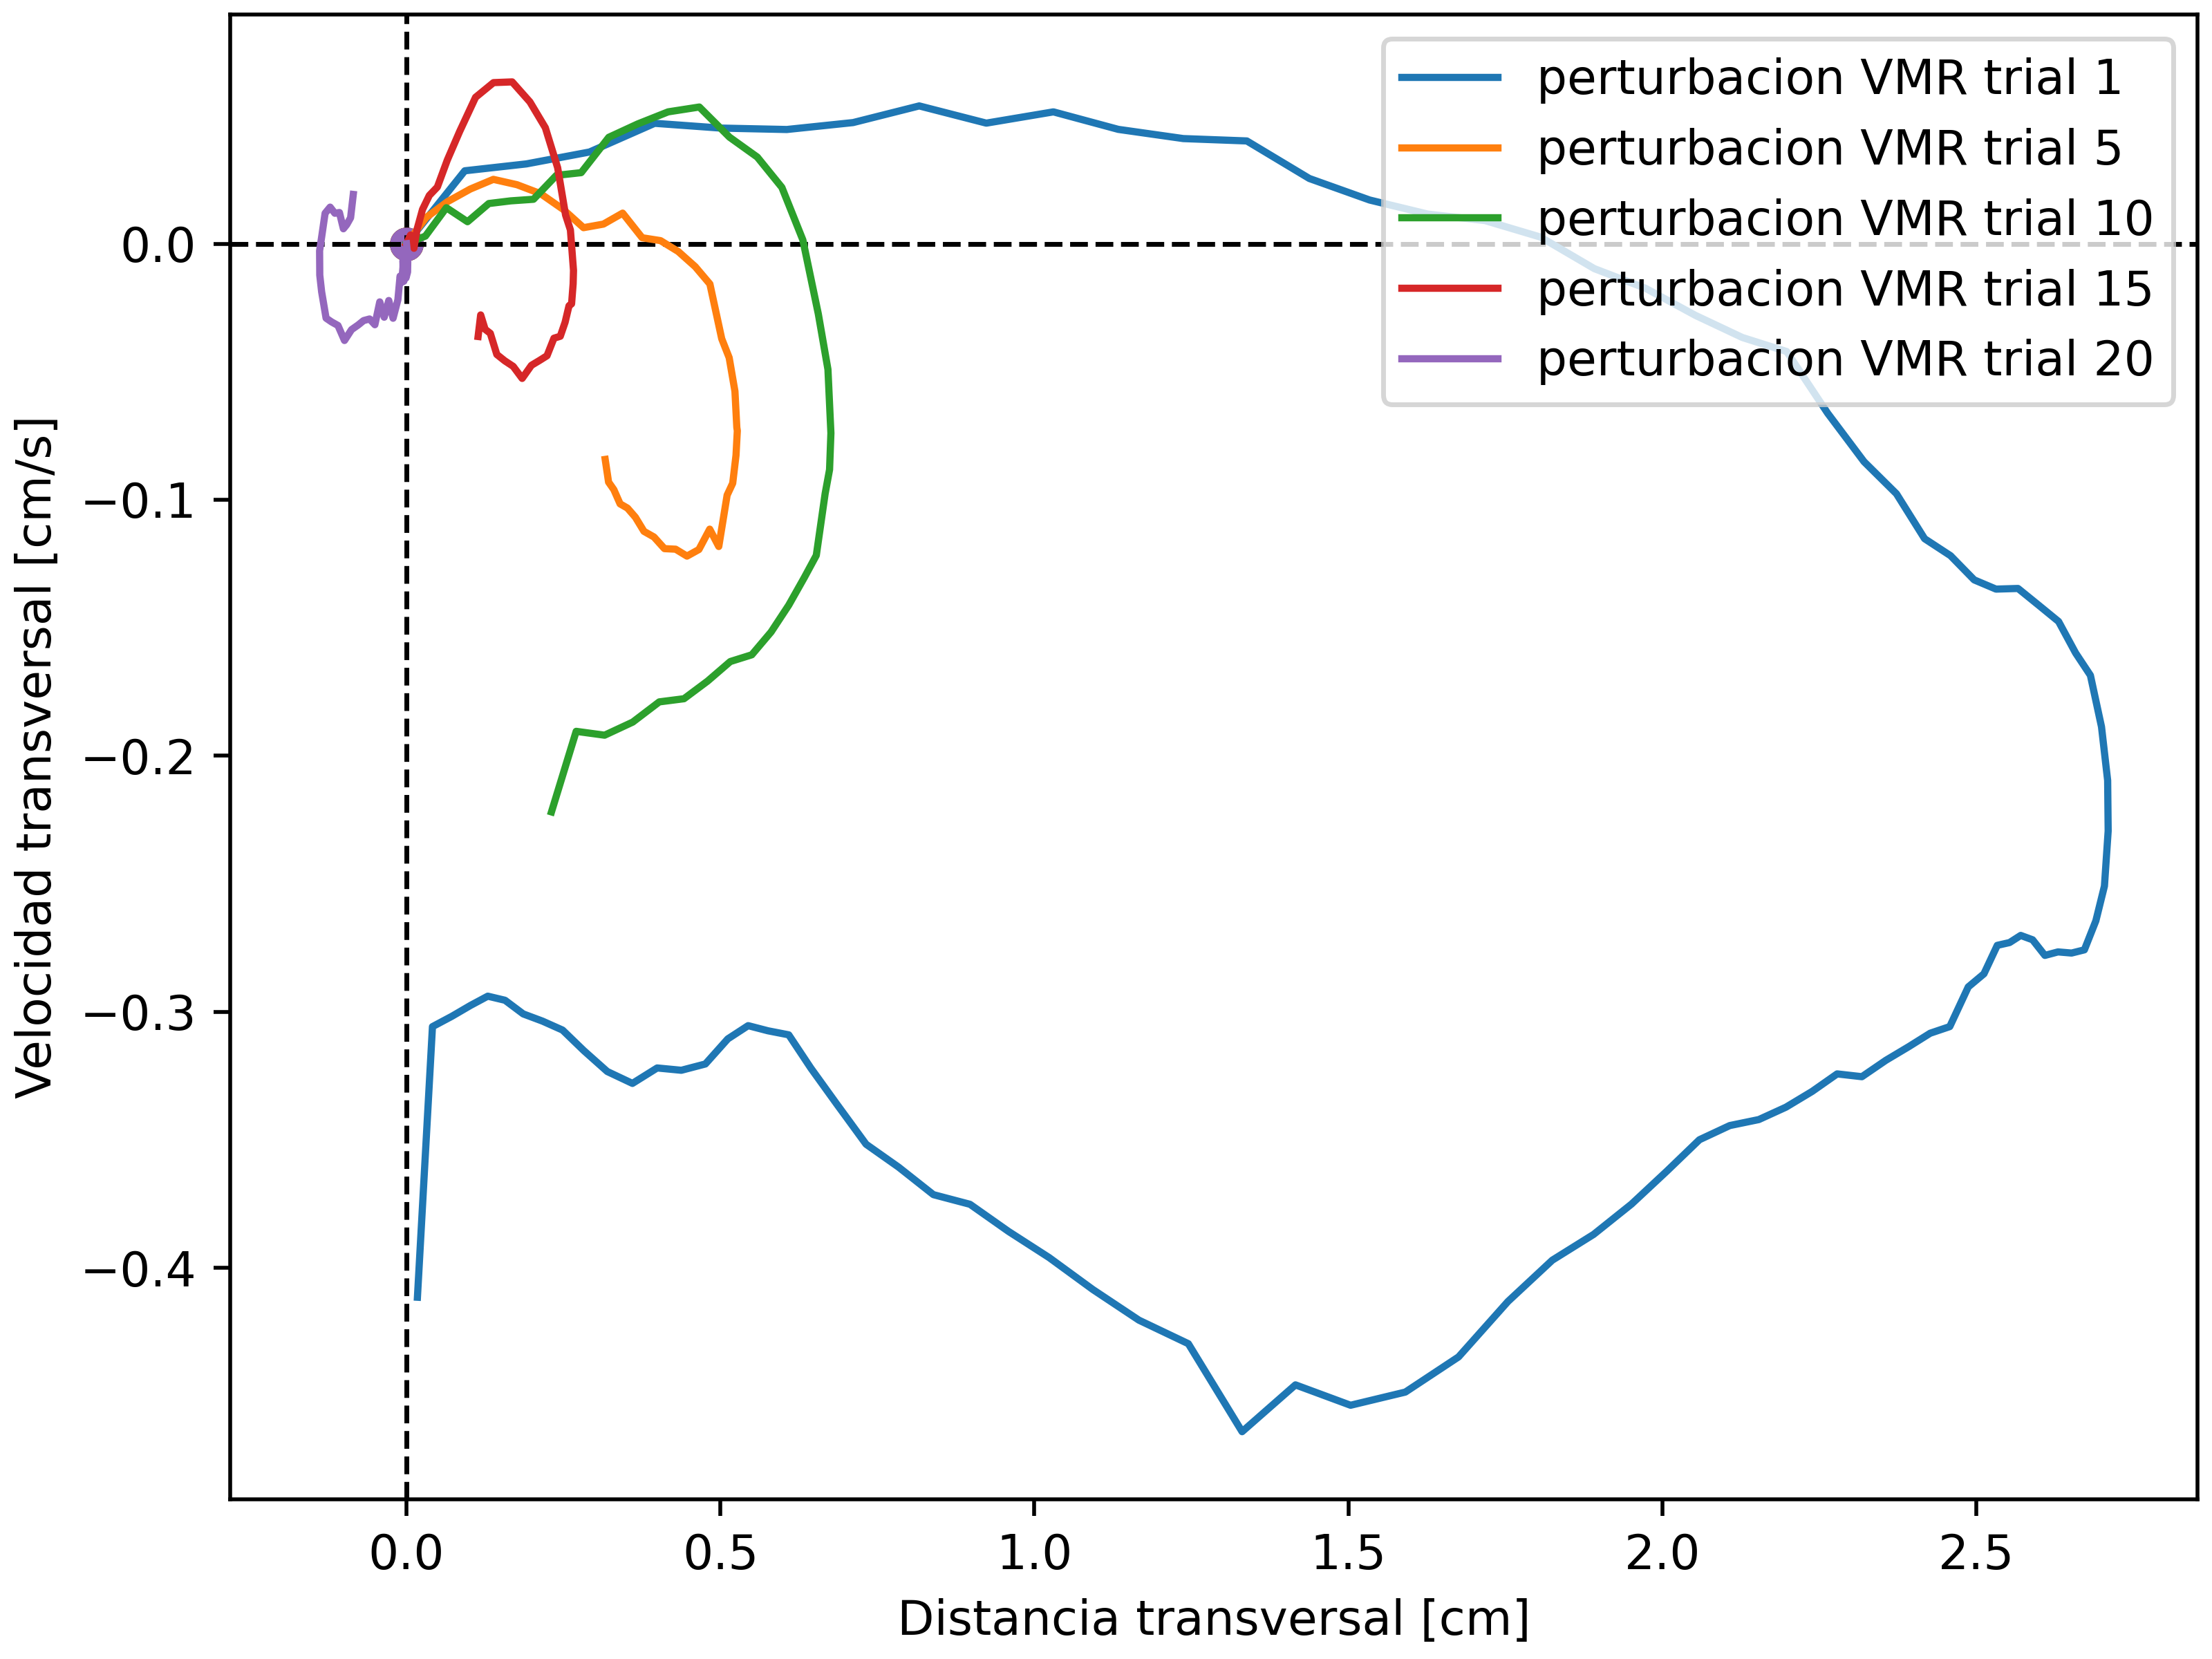 perturbacion VMR trial 1
perturbacion VMR trial 5
perturbacion VMR trial 10
perturbacion VMR trial 15
perturbacion VMR trial 20
0.0
−0.1
−0.2
−0.3
−0.4
Velocidad transversal [cm/s]
0.0 0.5 1.0 1.5 2.0 2.5
Distancia transversal [cm]